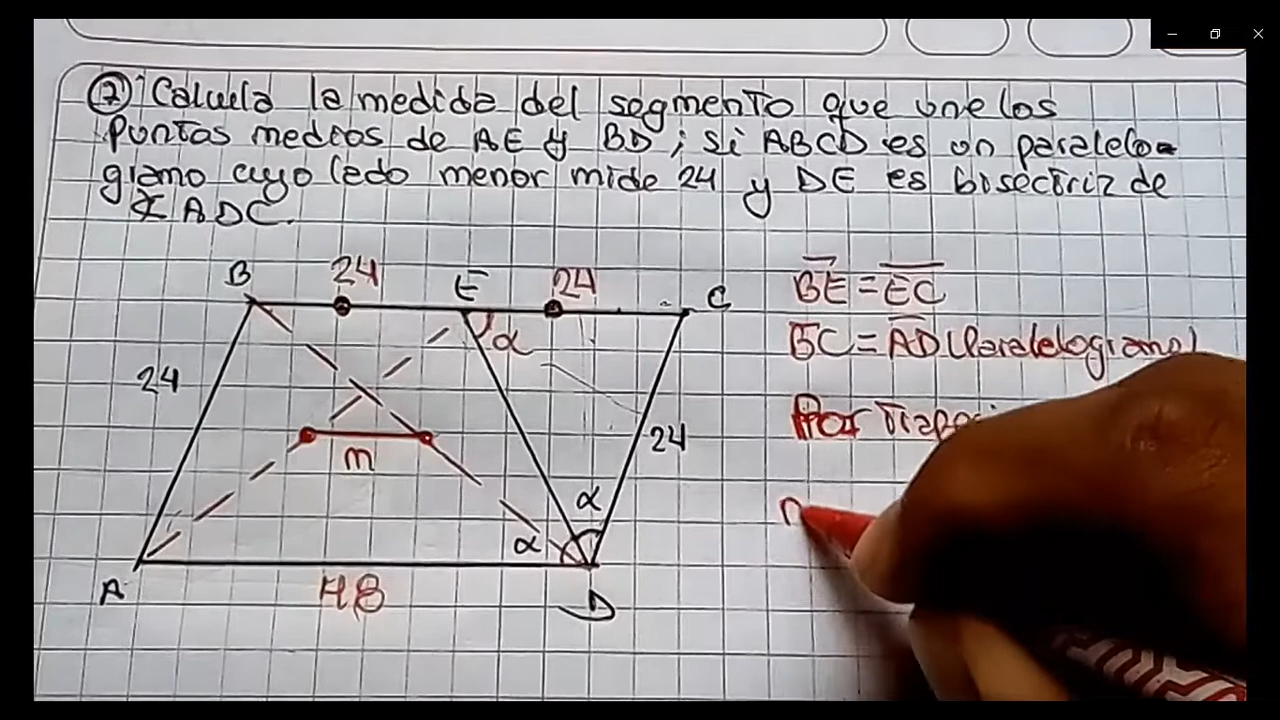 ② Calcula la medida del segmento que une los
puntos medios de AE y BD; si ABCD es un paralelo-
gramo cuyo lado menor mide 24 y DE es bisectriz de
∡ ADC.
B 24 E 24 C
BE = EC
α
BC = AD (Paralelogramo)
24
24
Por
m
α
α
A 48 D